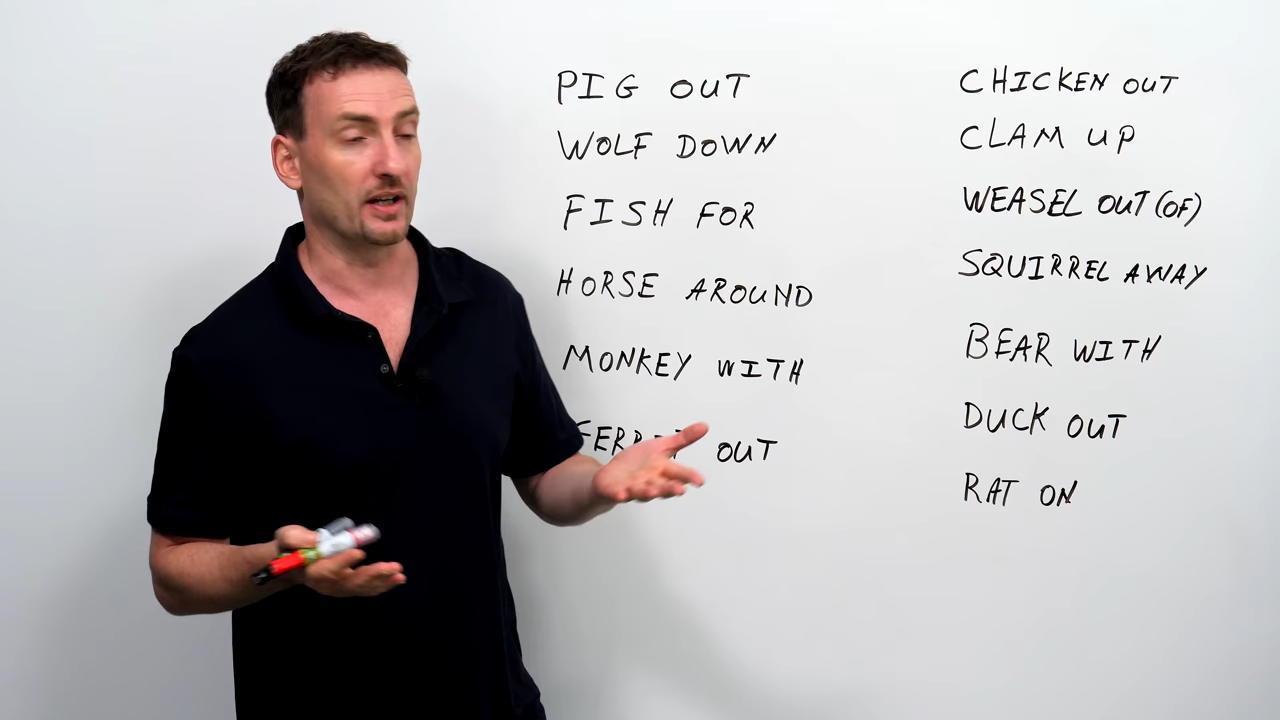 PIG OUT
WOLF DOWN
FISH FOR
HORSE AROUND
MONKEY WITH
OUT
CHICKEN OUT
CLAM UP
WEASEL OUT (OF)
SQUIRREL AWAY
BEAR WITH
DUCK OUT
RAT ON